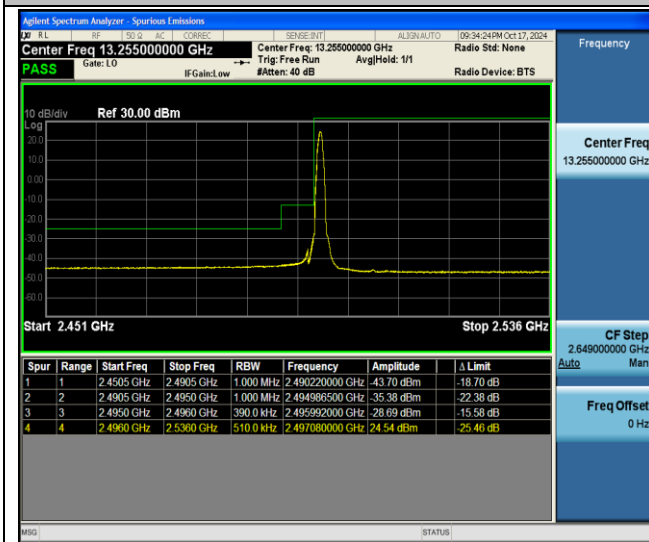 Agilent Spectrum Analyzer - Spurious Emissions
RL RF 50 Ω AC CORREC SENSE:INT ALIGN AUTO 09:34:24 PM Oct 17, 2024
Center Freq 13.255000000 GHz
Center Freq: 13.255000000 GHz
Radio Std: None
PASS
Gate: LO
IFGain:Low
Trig: Free Run
Avg|Hold: 1/1
#Atten: 40 dB
Radio Device: BTS
10 dB/div Ref 30.00 dBm
Log
20.0
10.0
0.00
-10.0
-20.0
-30.0
-40.0
-50.0
-60.0
Start 2.451 GHz Stop 2.536 GHz
Spur Range Start Freq Stop Freq RBW Frequency Amplitude Δ Limit
1 1 2.4505 GHz 2.4905 GHz 1.000 MHz 2.490220000 GHz -43.70 dBm -18.70 dB
2 2 2.4905 GHz 2.4950 GHz 1.000 MHz 2.494986500 GHz -35.38 dBm -22.38 dB
3 3 2.4950 GHz 2.4960 GHz 390.0 kHz 2.495992000 GHz -28.69 dBm -15.58 dB
4 4 2.4960 GHz 2.5360 GHz 510.0 kHz 2.497080000 GHz 24.54 dBm -25.46 dB
MSG STATUS
Frequency
Center Freq
13.255000000 GHz
CF Step
2.649000000 GHz
Auto Man
Freq Offset
0 Hz